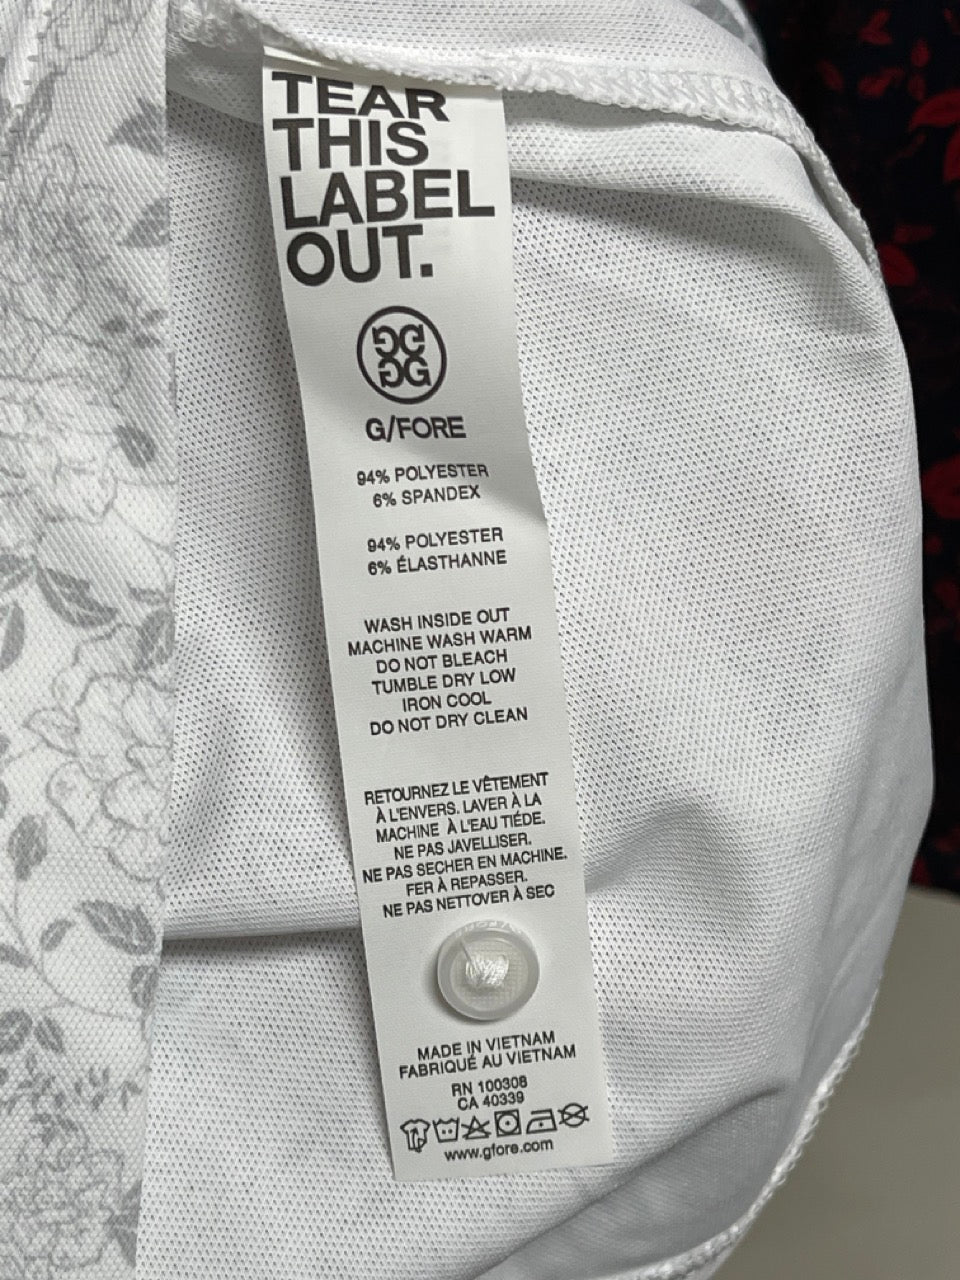 TEAR
THIS
LABEL
OUT.
G/FORE
94% POLYESTER
6% SPANDEX
94% POLYESTER
6% ÉLASTHANNE
WASH INSIDE OUT
MACHINE WASH WARM
DO NOT BLEACH
TUMBLE DRY LOW
IRON COOL
DO NOT DRY CLEAN
RETOURNEZ LE VÊTEMENT
À L'ENVERS. LAVER À LA
MACHINE À L'EAU TIÉDE.
NE PAS JAVELLISER.
NE PAS SECHER EN MACHINE.
FER À REPASSER.
NE PAS NETTOVER À SEC
MADE IN VIETNAM
FABRIQUÉ AU VIETNAM
RN 100308
CA 40339
www.gfore.com